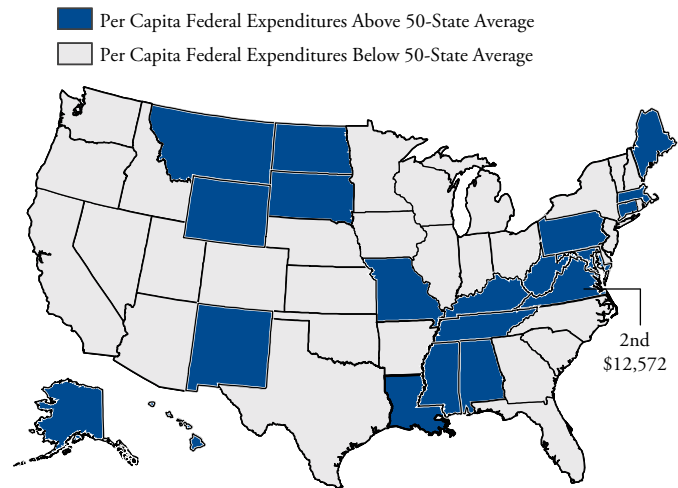 Per Capita Federal Expenditures Above 50-State Average
Per Capita Federal Expenditures Below 50-State Average
2nd
$12,572